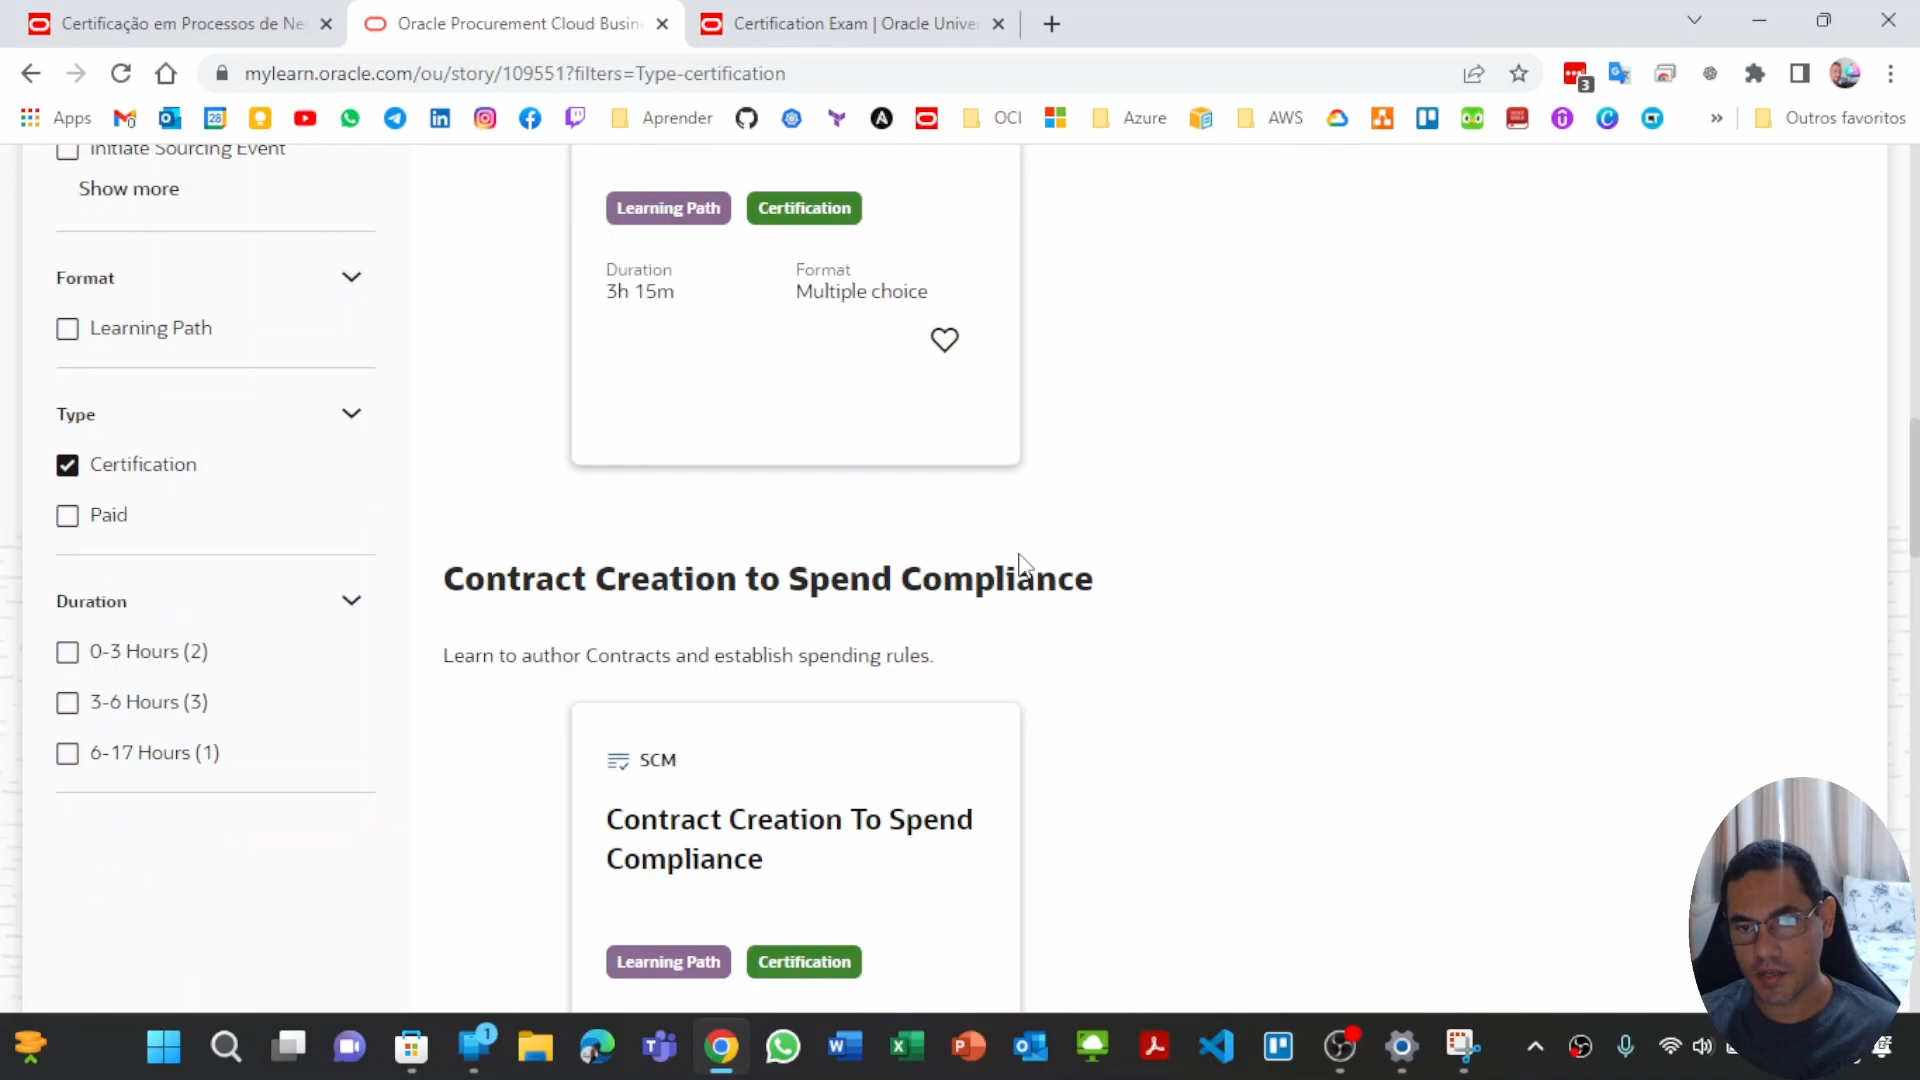 Certificação em Processos de Ne
Oracle Procurement Cloud Busin
Certification Exam | Oracle Unive
mylearn.oracle.com/ou/story/109551?filters=Type-certification
3
Apps
28
Aprender
OCI
Azure
AWS
»
Outros favoritos
Initiate Sourcing Event
Show more
Format
Learning Path
Type
Certification
Paid
Duration
0-3 Hours (2)
3-6 Hours (3)
6-17 Hours (1)
Learning Path
Certification
Duration
Format
3h 15m
Multiple choice
Contract Creation to Spend Compliance
Learn to author Contracts and establish spending rules.
SCM
Contract Creation To Spend
Compliance
Learning Path
Certification
1